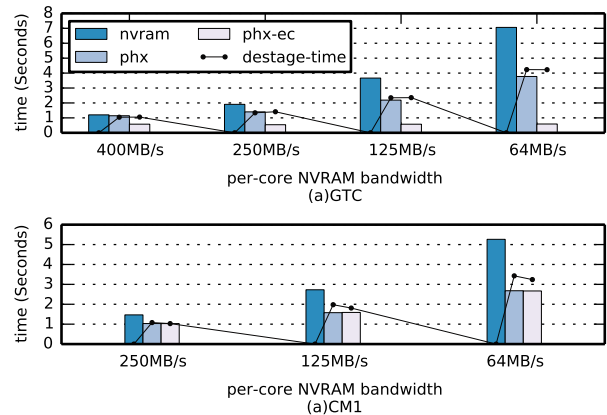 8
7
6
5
4
3
2
1
0
time (Seconds)
nvram
phx
phx-ec
destage-time
400MB/s 250MB/s 125MB/s 64MB/s
per-core NVRAM bandwidth
(a)GTC
6
5
4
3
2
1
0
time (Seconds)
250MB/s 125MB/s 64MB/s
per-core NVRAM bandwidth
(a)CM1